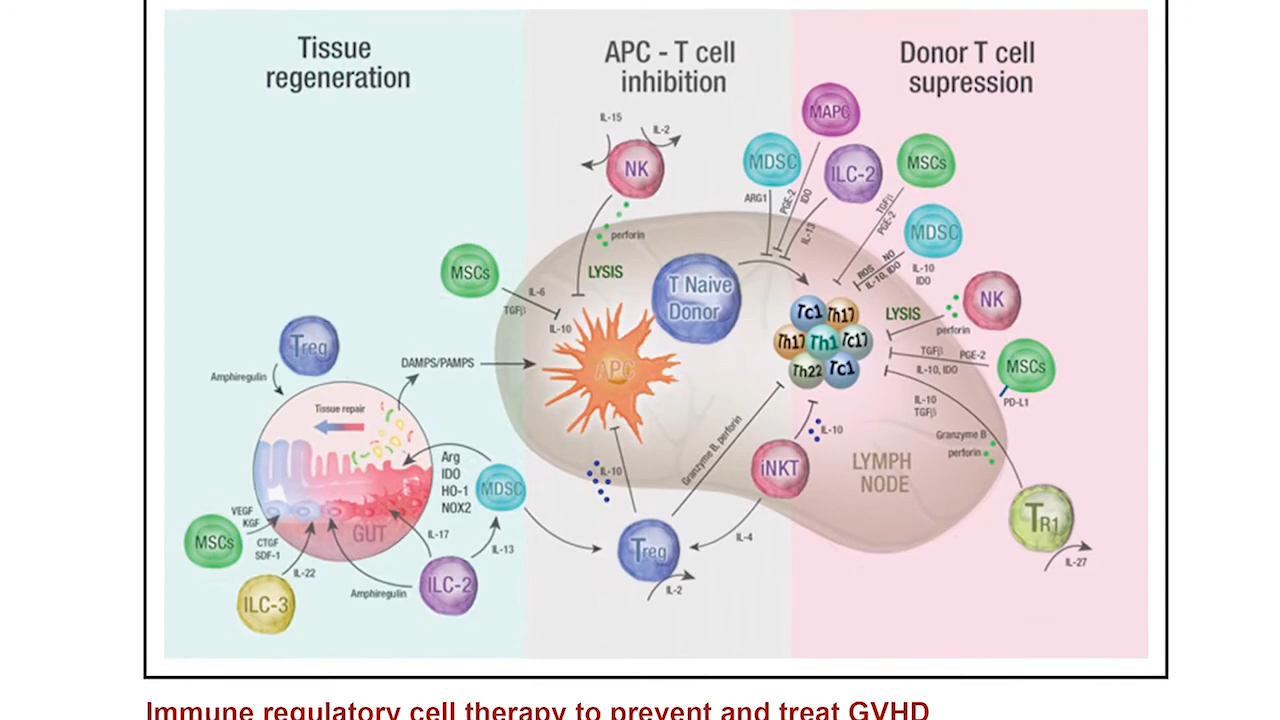 Tissue
regeneration
APC - T cell
inhibition
Donor T cell
supression
IL-15
IL-2
NK
perforin
LYSIS
MSCs
IL-6
TGFβ
IL-10
T Naive
Donor
APC
DAMPS/PAMPS
Treg
Amphiregulin
Tissue repair
GUT
Arg
IDO
HO-1
NOX2
MDSC
VEGF
KGF
MSCs
CTGF
SDF-1
IL-22
ILC-3
Amphiregulin
IL-17
ILC-2
IL-13
IL-10
Granzyme B, perforin
Treg
IL-2
IL-4
iNKT
IL-10
MAPC
MDSC
ILC-2
MSCs
ARG1
PGE-2
IDO
IL-13
TGFβ
PGE-2
MDSC
ROS NO
IL-10, IDO
IL-10
IDO
Tc1
Th17
Th17
Th1
Tc17
Th22
Tc1
LYSIS
NK
perforin
TGFβ
PGE-2
IL-10, IDO
MSCs
PD-L1
IL-10
TGFβ
Granzyme B
perforin
LYMPH
NODE
TR1
IL-27
Immune regulatory cell therapy to prevent and treat GVHD